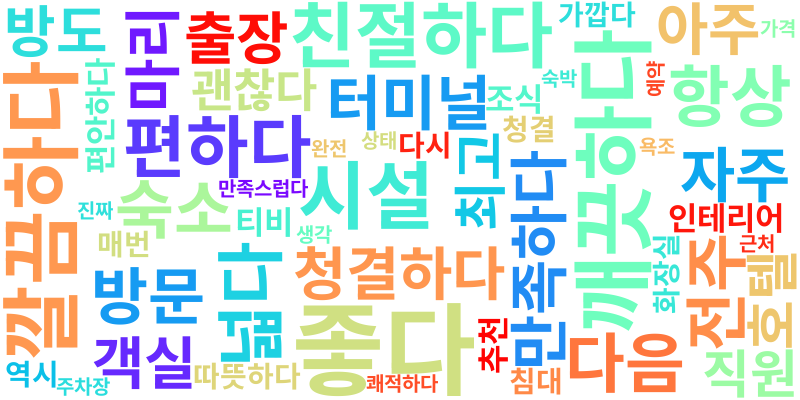 방도
마리
출장
친절하다
가깝다
아주
가격
깔끔하다
편안하다
괜찮다
터미널
조식
숙박
깨끗하다
예약
항상
편하다
완전
상태
다시
청결
욕조
진짜
숙소
만족스럽다
시설
최고
자주
매번
티비
생각
만족하다
인테리어
방문
넓다
청결하다
화장실
전주
근처
호텔
객실
좋다
추천
다음
직원
역시
주차장
따뜻하다
쾌적하다
침대